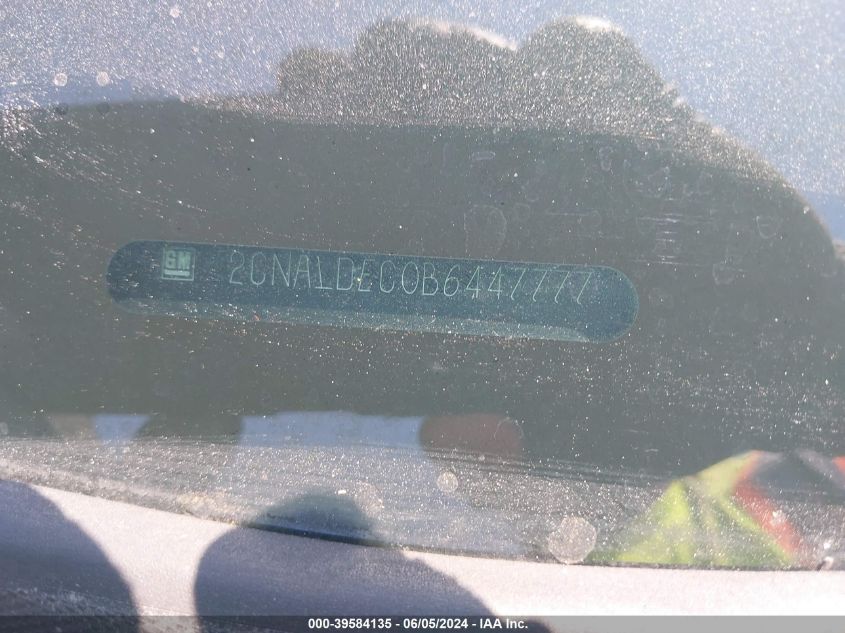 GM 2CNALDEC0B6447777
000-39584135 - 06/05/2024 - IAA Inc.